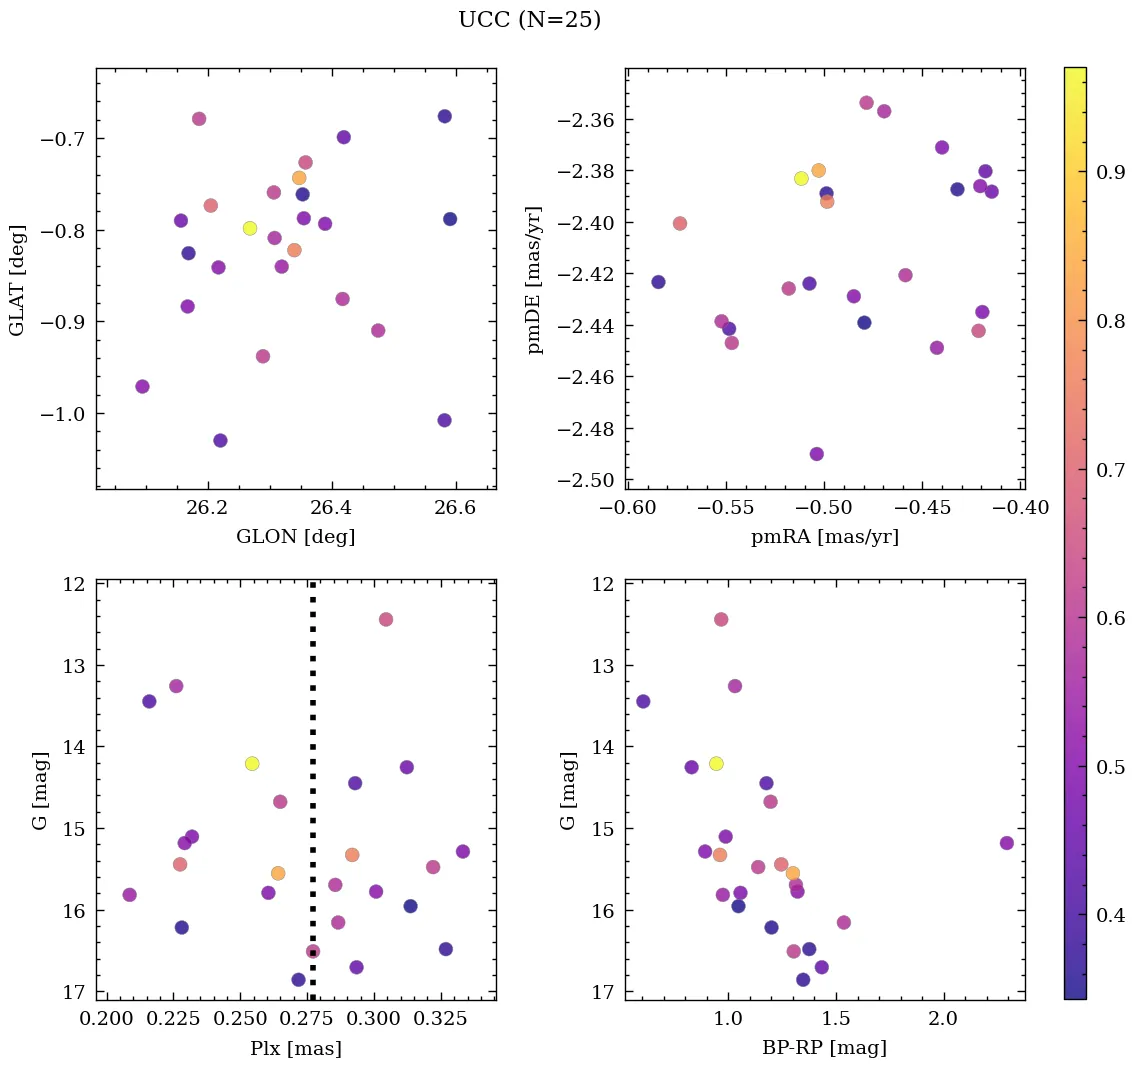 UCC (N=25)
−0.7
−0.8
−0.9
−1.0
GLAT [deg]
26.2 26.4 26.6
GLON [deg]
−2.36
−2.38
−2.40
−2.42
−2.44
−2.46
−2.48
−2.50
pmDE [mas/yr]
−0.60 −0.55 −0.50 −0.45 −0.40
pmRA [mas/yr]
12
13
14
15
16
17
G [mag]
0.200 0.225 0.250 0.275 0.300 0.325
Plx [mas]
12
13
14
15
16
17
G [mag]
1.0 1.5 2.0
BP-RP [mag]
0.9
0.8
0.7
0.6
0.5
0.4